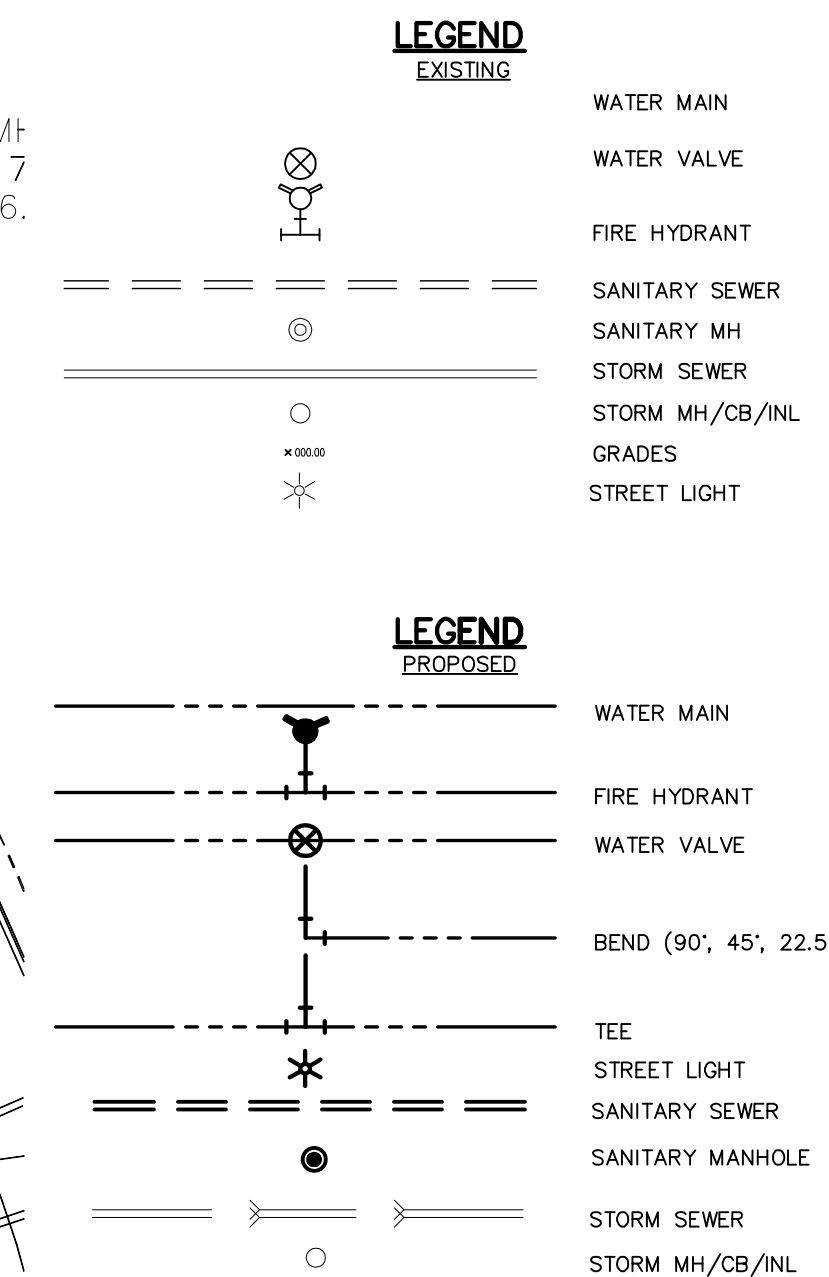 LEGEND
EXISTING
WATER MAIN
7
6.
WATER VALVE
FIRE HYDRANT
SANITARY SEWER
SANITARY MH
STORM SEWER
STORM MH/CB/INL
× 000.00 GRADES
STREET LIGHT
LEGEND
PROPOSED
WATER MAIN
FIRE HYDRANT
WATER VALVE
BEND (90°, 45°, 22.5
TEE
STREET LIGHT
SANITARY SEWER
SANITARY MANHOLE
STORM SEWER
STORM MH/CB/INL